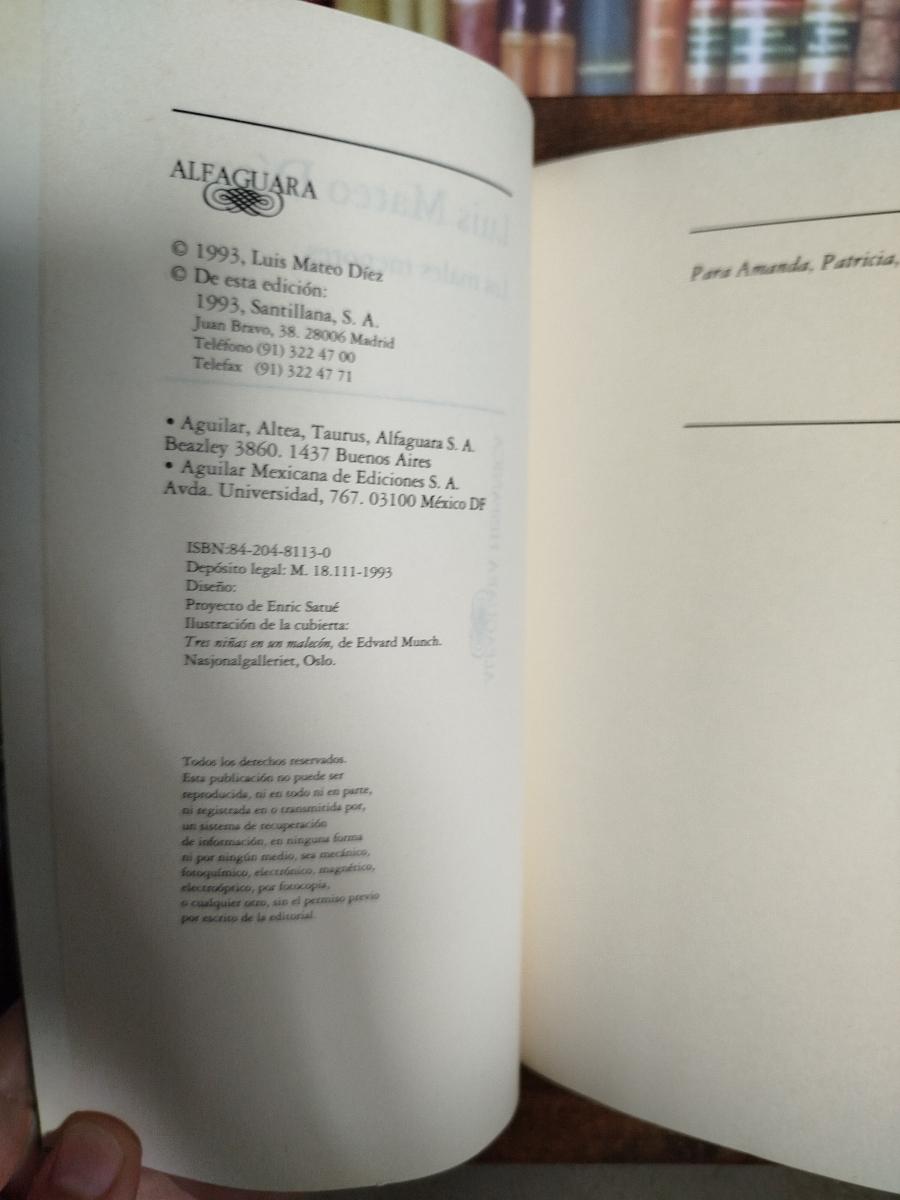 ALFAGUARA
© 1993, Luis Mateo Díez
© De esta edición:
1993, Santillana, S. A.
Juan Bravo, 38. 28006 Madrid
Teléfono (91) 322 47 00
Telefax (91) 322 47 71
• Aguilar, Altea, Taurus, Alfaguara S. A.
Beazley 3860. 1437 Buenos Aires
• Aguilar Mexicana de Ediciones S. A.
Avda. Universidad, 767. 03100 México DF
ISBN:84-204-8113-0
Depósito legal: M. 18.111-1993
Diseño:
Proyecto de Enric Satué
Ilustración de la cubierta:
Tres niñas en un malecón, de Edvard Munch.
Nasjonalgalleriet, Oslo.
Todos los derechos reservados.
Esta publicación no puede ser
reproducida, ni en todo ni en parte,
ni registrada en o transmitida por,
un sistema de recuperación
de información, en ninguna forma
ni por ningún medio, sea mecánico,
fotoquímico, electrónico, magnético,
electroóptico, por fotocopia,
o cualquier otro, sin el permiso previo
por escrito de la editorial.
Para Amanda, Patricia,